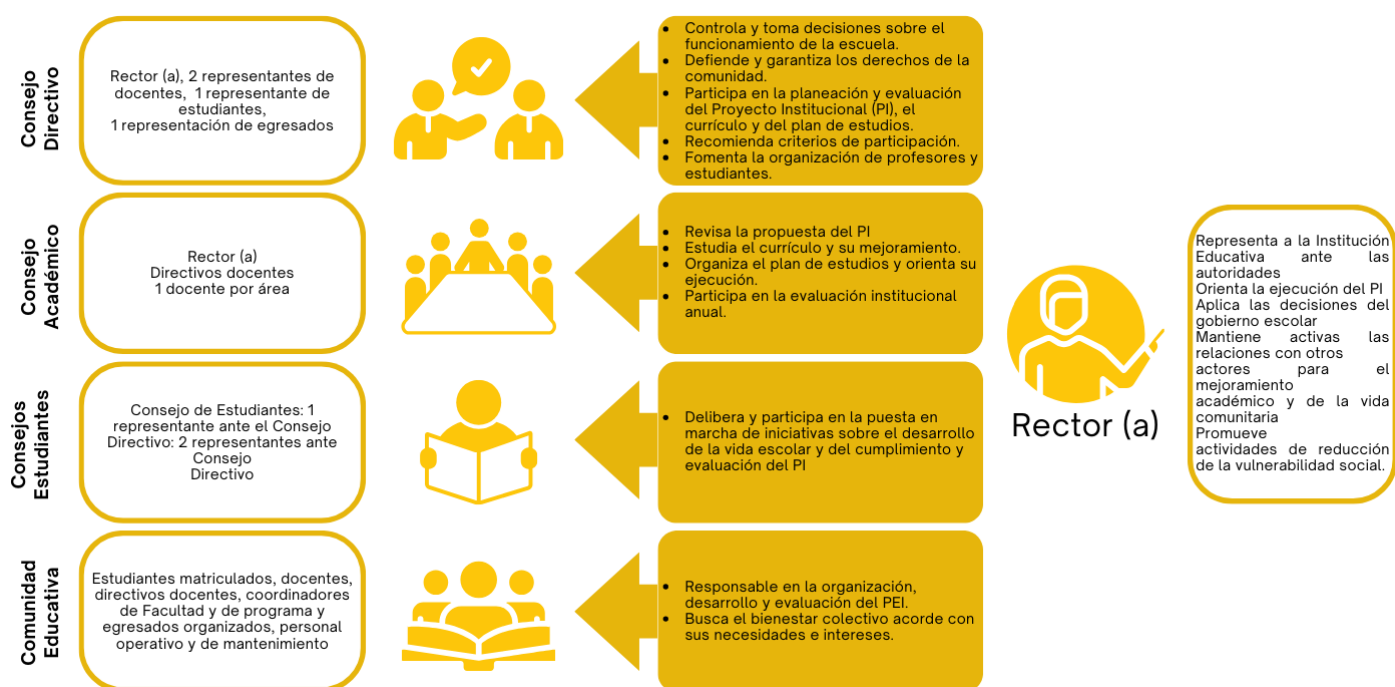 Consejo
Directivo
Rector (a), 2 representantes de
docentes, 1 representante de
estudiantes,
1 representación de egresados
• Controla y toma decisiones sobre el
funcionamiento de la escuela.
• Defiende y garantiza los derechos de la
comunidad.
• Participa en la planeación y evaluación
del Proyecto Institucional (PI), el
currículo y del plan de estudios.
• Recomienda criterios de participación.
• Fomenta la organización de profesores y
estudiantes.
Consejo
Académico
Rector (a)
Directivos docentes
1 docente por área
• Revisa la propuesta del PI
• Estudia el currículo y su mejoramiento.
• Organiza el plan de estudios y orienta su
ejecución.
• Participa en la evaluación institucional
anual.
Consejos
Estudiantes
Consejo de Estudiantes: 1
representante ante el Consejo
Directivo: 2 representantes ante
Consejo
Directivo
• Delibera y participa en la puesta en
marcha de iniciativas sobre el desarrollo
de la vida escolar y del cumplimiento y
evaluación del PI
Comunidad
Educativa
Estudiantes matriculados, docentes,
directivos docentes, coordinadores
de Facultad y de programa y
egresados organizados, personal
operativo y de mantenimiento
• Responsable en la organización,
desarrollo y evaluación del PEI.
• Busca el bienestar colectivo acorde con
sus necesidades e intereses.
Rector (a)
Representa a la Institución
Educativa ante las
autoridades
Orienta la ejecución del PI
Aplica las decisiones del
gobierno escolar
Mantiene activas las
relaciones con otros
actores para el
mejoramiento
académico y de la vida
comunitaria
Promueve
actividades de reducción
de la vulnerabilidad social.